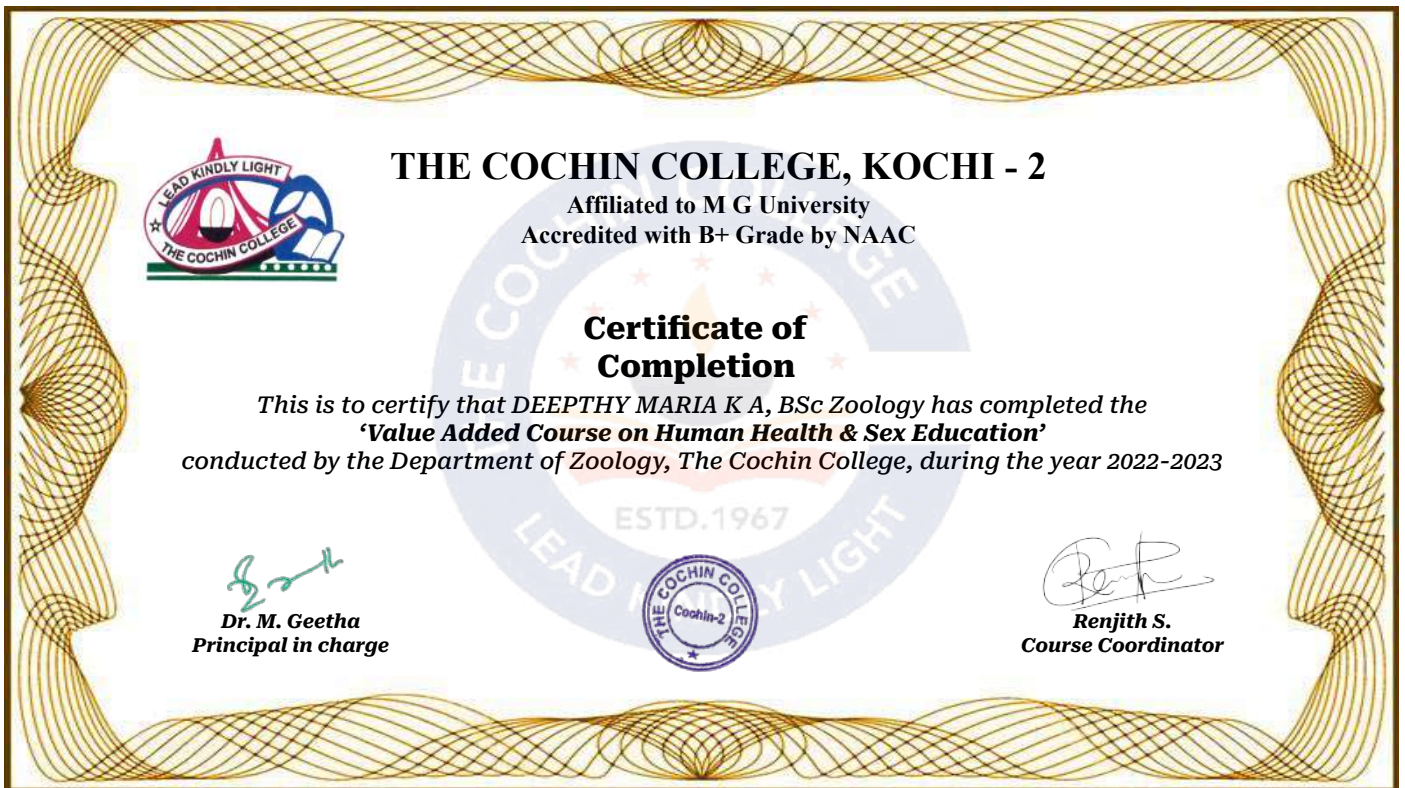 LEAD KINDLY LIGHT
THE COCHIN COLLEGE
THE COCHIN COLLEGE, KOCHI - 2
Affiliated to M G University
Accredited with B+ Grade by NAAC
THE COCHIN COLLEGE
Certificate of
Completion
This is to certify that DEEPTHY MARIA K A, BSc Zoology has completed the
‘Value Added Course on Human Health & Sex Education’
conducted by the Department of Zoology, The Cochin College, during the year 2022-2023
ESTD.1967
LEAD KINDLY LIGHT
THE COCHIN COLLEGE
Cochin-2
Dr. M. Geetha
Principal in charge
Renjith S.
Course Coordinator